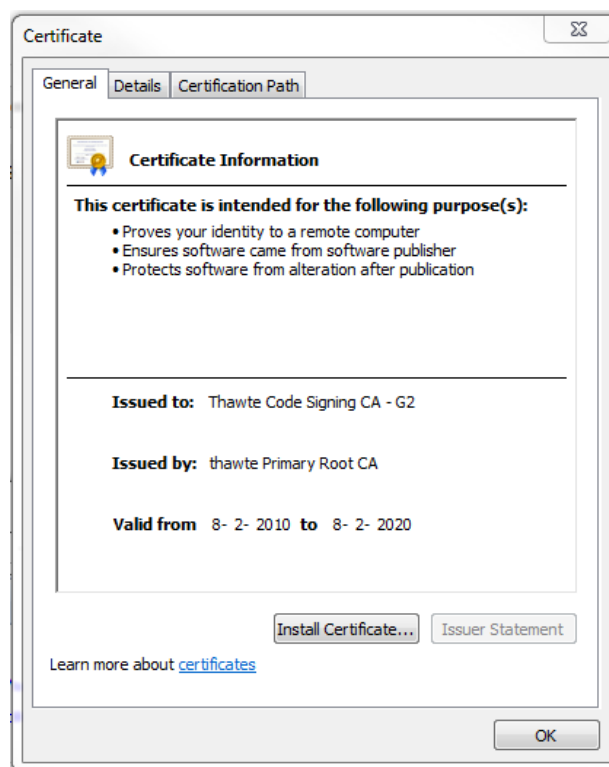 Certificate
General Details Certification Path
Certificate Information
This certificate is intended for the following purpose(s):
• Proves your identity to a remote computer
• Ensures software came from software publisher
• Protects software from alteration after publication
Issued to: Thawte Code Signing CA - G2
Issued by: thawte Primary Root CA
Valid from 8- 2- 2010 to 8- 2- 2020
Install Certificate... Issuer Statement
Learn more about certificates
OK